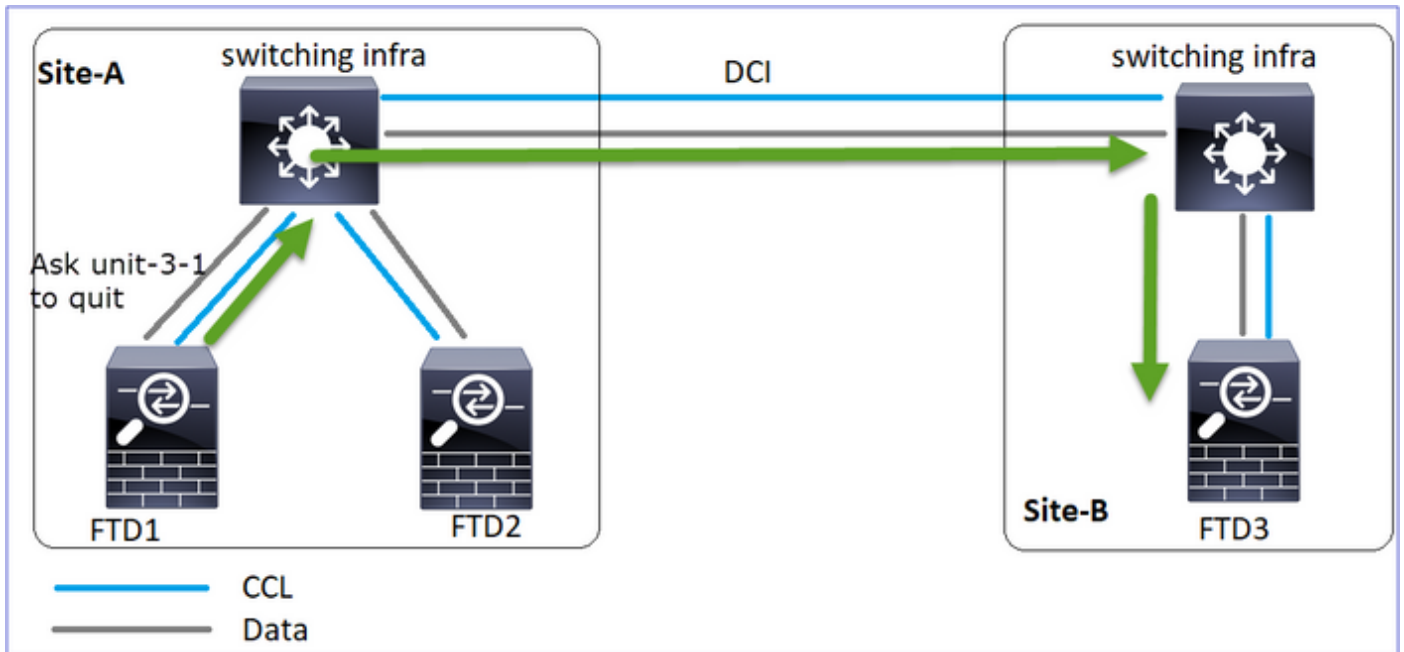 Site-A
switching infra
DCI
switching infra
Ask unit-3-1
to quit
FTD1
FTD2
Site-B
FTD3
CCL
Data